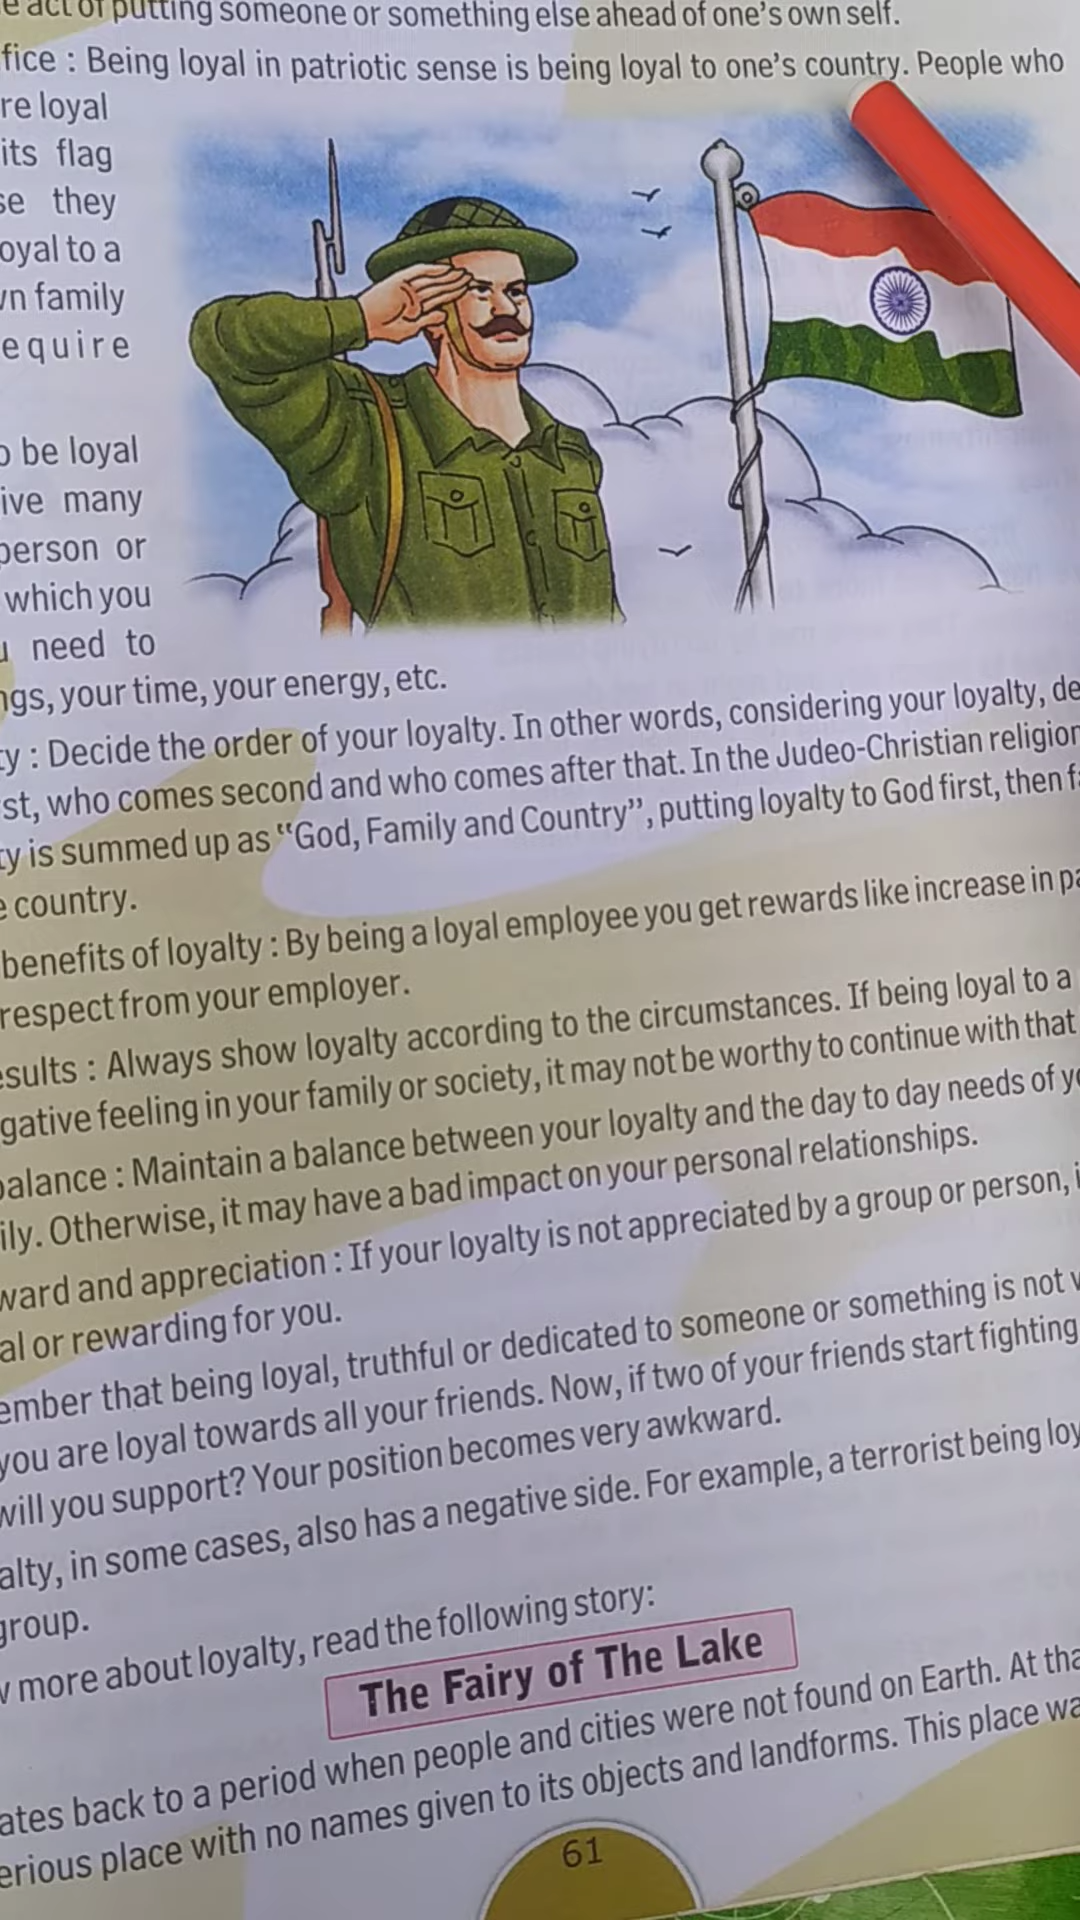 act of putting someone or something else ahead of one's own self.
fice : Being loyal in patriotic sense is being loyal to one's country. People who
re loyal
its flag
se they
oyal to a
wn family
equire
o be loyal
ive many
person or
which you
u need to
ngs, your time, your energy, etc.
ty : Decide the order of your loyalty. In other words, considering your loyalty, de
st, who comes second and who comes after that. In the Judeo-Christian religion
ty is summed up as "God, Family and Country", putting loyalty to God first, then fa
e country.
benefits of loyalty : By being a loyal employee you get rewards like increase in pa
respect from your employer.
esults : Always show loyalty according to the circumstances. If being loyal to a
gative feeling in your family or society, it may not be worthy to continue with that
balance : Maintain a balance between your loyalty and the day to day needs of yo
ily. Otherwise, it may have a bad impact on your personal relationships.
ward and appreciation : If your loyalty is not appreciated by a group or person, i
al or rewarding for you.
ember that being loyal, truthful or dedicated to someone or something is not
you are loyal towards all your friends. Now, if two of your friends start fighting
will you support? Your position becomes very awkward.
alty, in some cases, also has a negative side. For example, a terrorist being loy
group.
w more about loyalty, read the following story:
The Fairy of The Lake
ates back to a period when people and cities were not found on Earth. At tha
erious place with no names given to its objects and landforms. This place wa
61